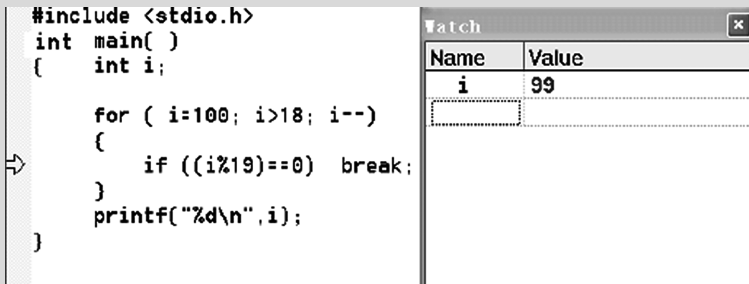 #include <stdio.h>
int main( )
{ int i;
for ( i=100; i>18; i--)
{
if ((i%19)==0) break;
}
printf("%d\n",i);
}
Watch
Name Value
i 99